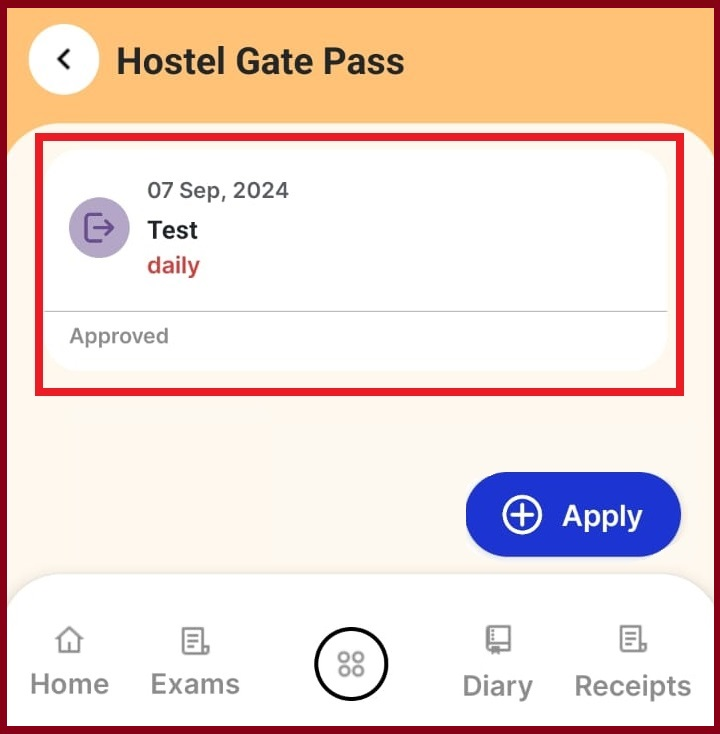 Hostel Gate Pass
07 Sep, 2024
Test
daily
Approved
Apply
Home
Exams
Diary
Receipts